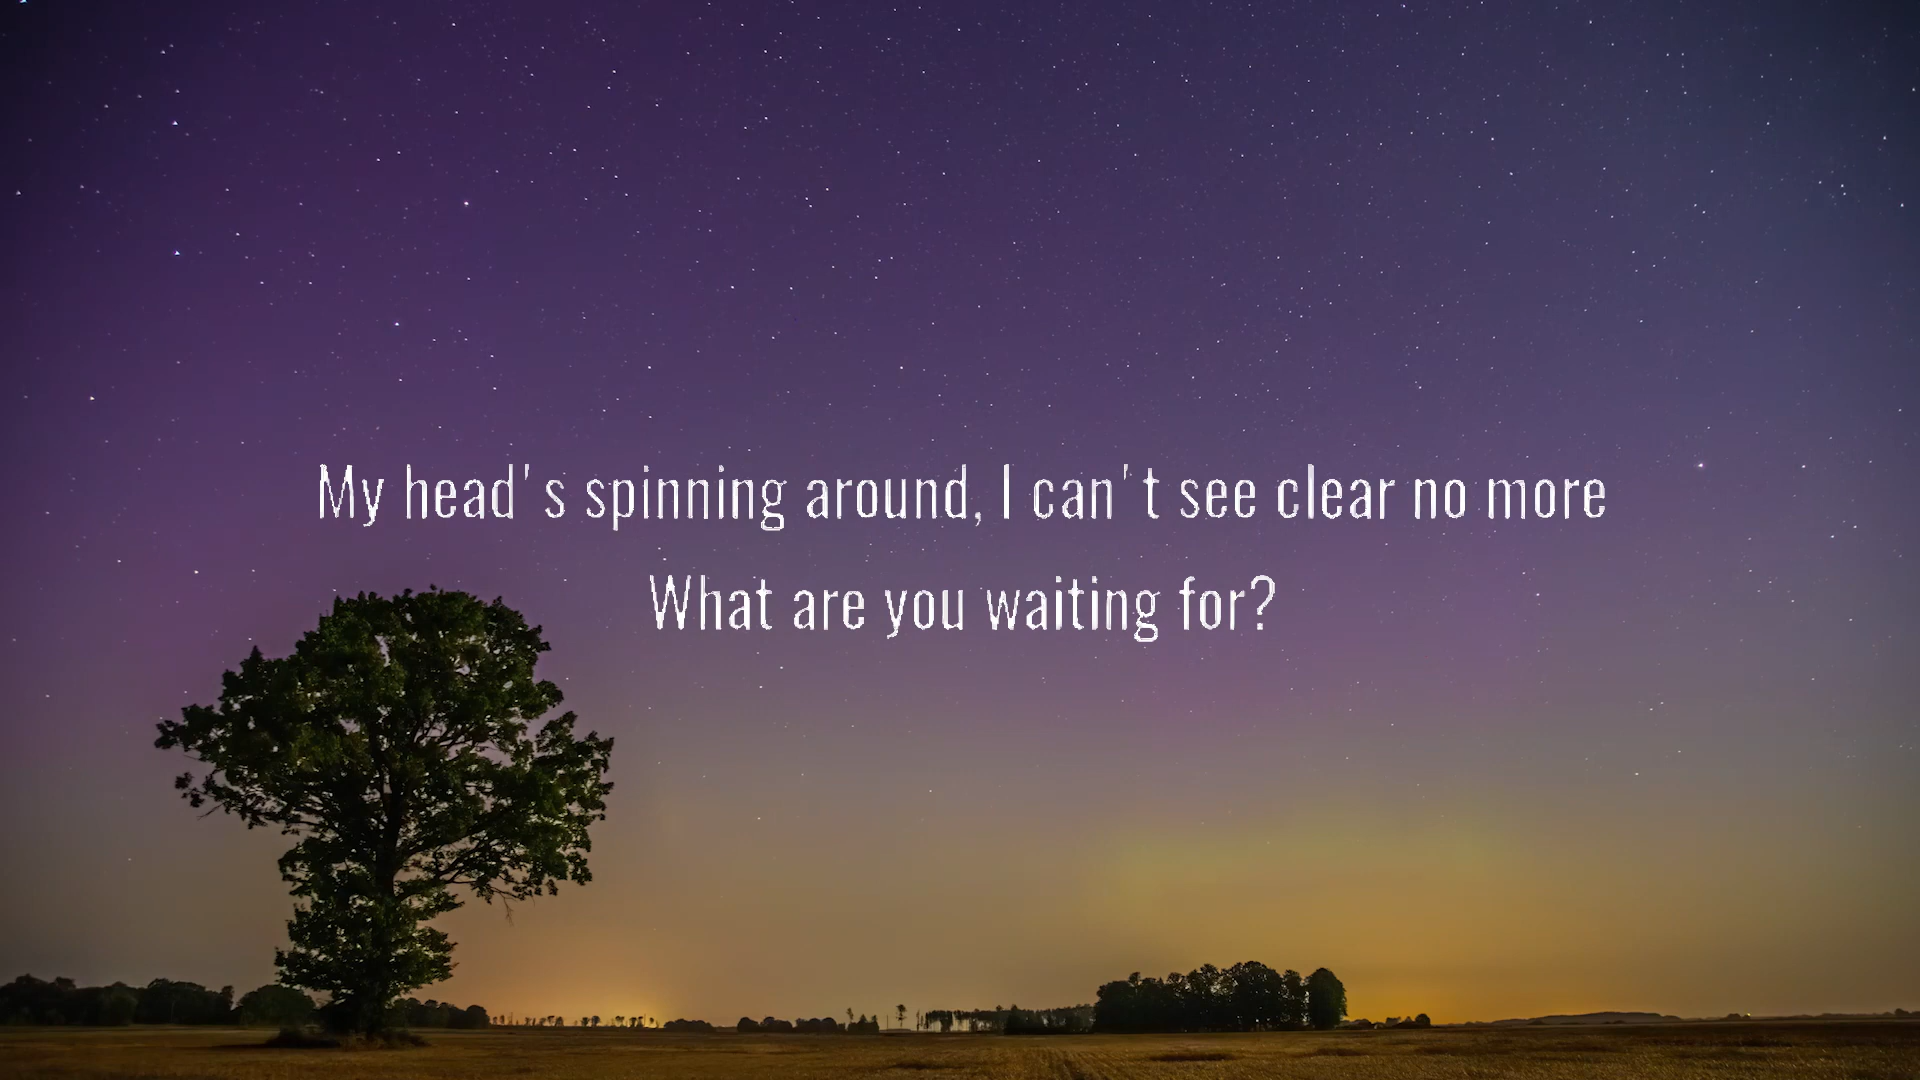 My head's spinning around, I can't see clear no more
What are you waiting for?